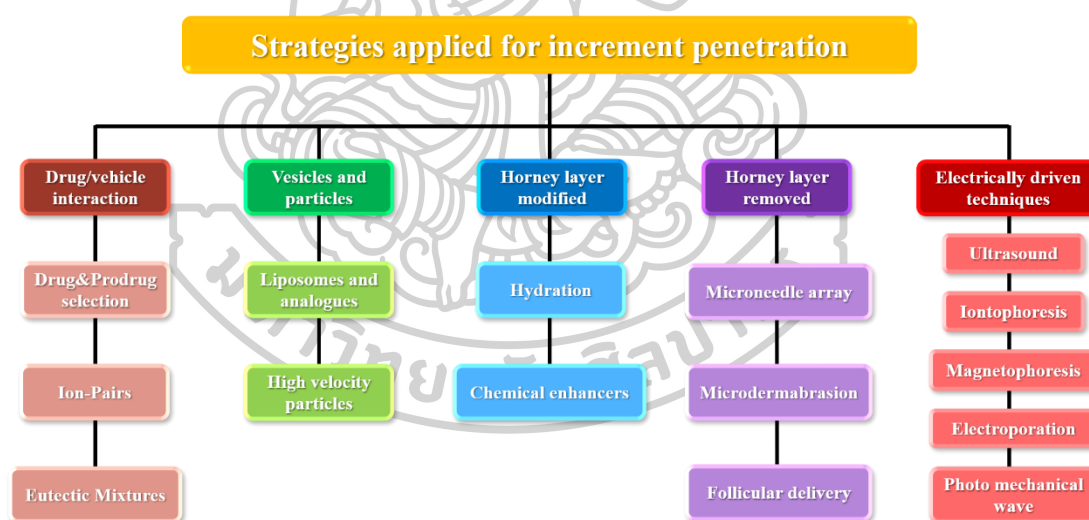 Strategies applied for increment penetration
Drug/vehicle
interaction
Drug&Prodrug
selection
Ion-Pairs
Eutectic Mixtures
Vesicles and
particles
Liposomes and
analogues
High velocity
particles
Horney layer
modified
Hydration
Chemical enhancers
Horney layer
removed
Microneedle array
Microdermabrasion
Follicular delivery
Electrically driven
techniques
Ultrasound
Iontophoresis
Magnetophoresis
Electroporation
Photo mechanical
wave